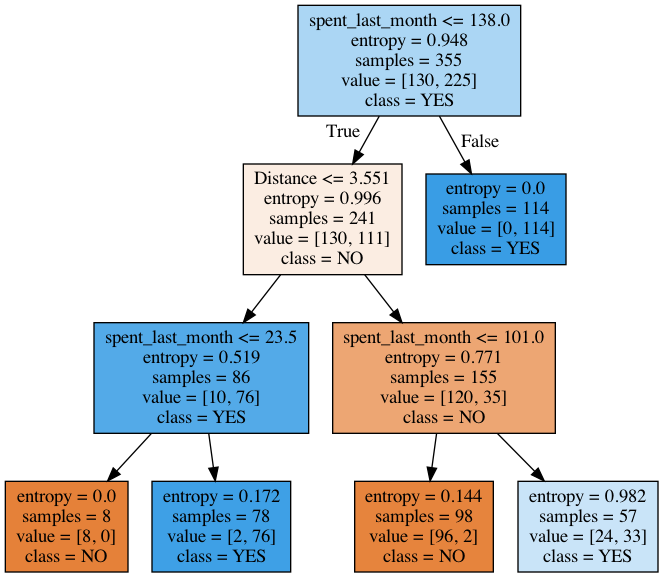 spent_last_month <= 138.0
entropy = 0.948
samples = 355
value = [130, 225]
class = YES
True
False
Distance <= 3.551
entropy = 0.996
samples = 241
value = [130, 111]
class = NO
entropy = 0.0
samples = 114
value = [0, 114]
class = YES
spent_last_month <= 23.5
entropy = 0.519
samples = 86
value = [10, 76]
class = YES
spent_last_month <= 101.0
entropy = 0.771
samples = 155
value = [120, 35]
class = NO
entropy = 0.0
samples = 8
value = [8, 0]
class = NO
entropy = 0.172
samples = 78
value = [2, 76]
class = YES
entropy = 0.144
samples = 98
value = [96, 2]
class = NO
entropy = 0.982
samples = 57
value = [24, 33]
class = YES